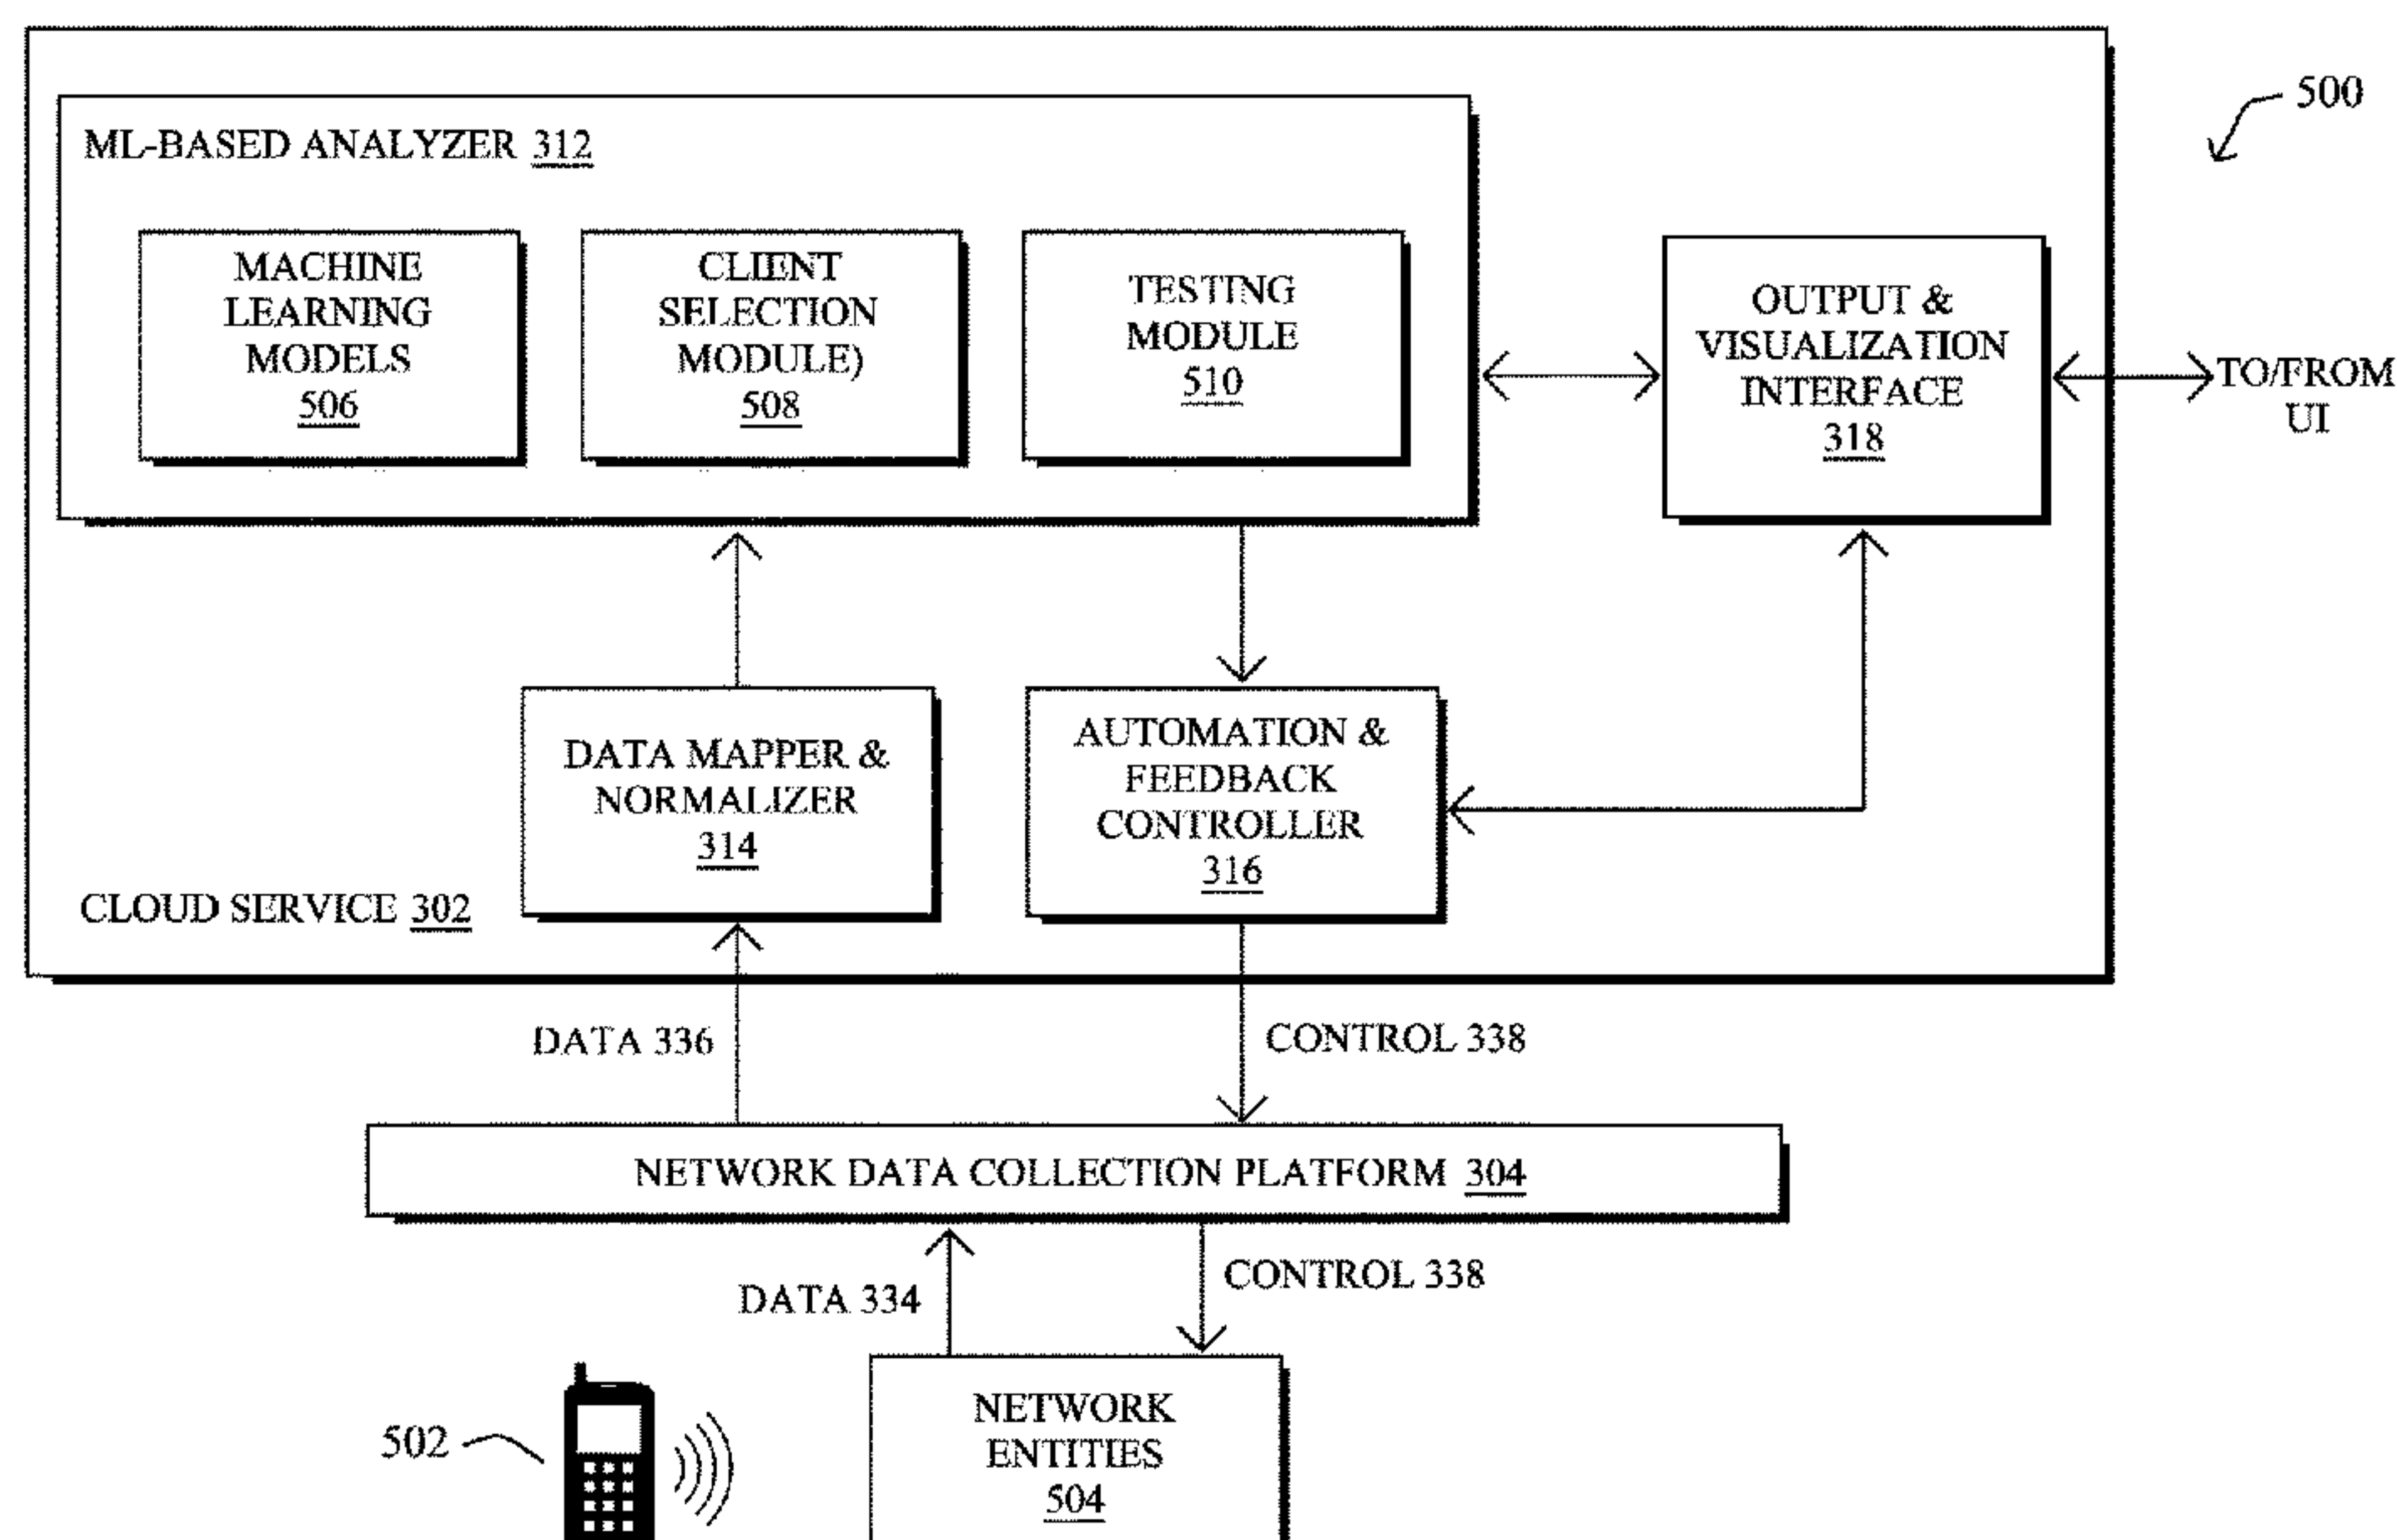 500
ML-BASED ANALYZER 312
MACHINE
LEARNING
MODELS
506
CLIENT
SELECTION
MODULE)
508
TESTING
MODULE
510
OUTPUT &
VISUALIZATION
INTERFACE
318
TO/FROM
UI
DATA MAPPER &
NORMALIZER
314
AUTOMATION &
FEEDBACK
CONTROLLER
316
CLOUD SERVICE 302
DATA 336
CONTROL 338
NETWORK DATA COLLECTION PLATFORM 304
DATA 334
CONTROL 338
502
NETWORK
ENTITIES
504